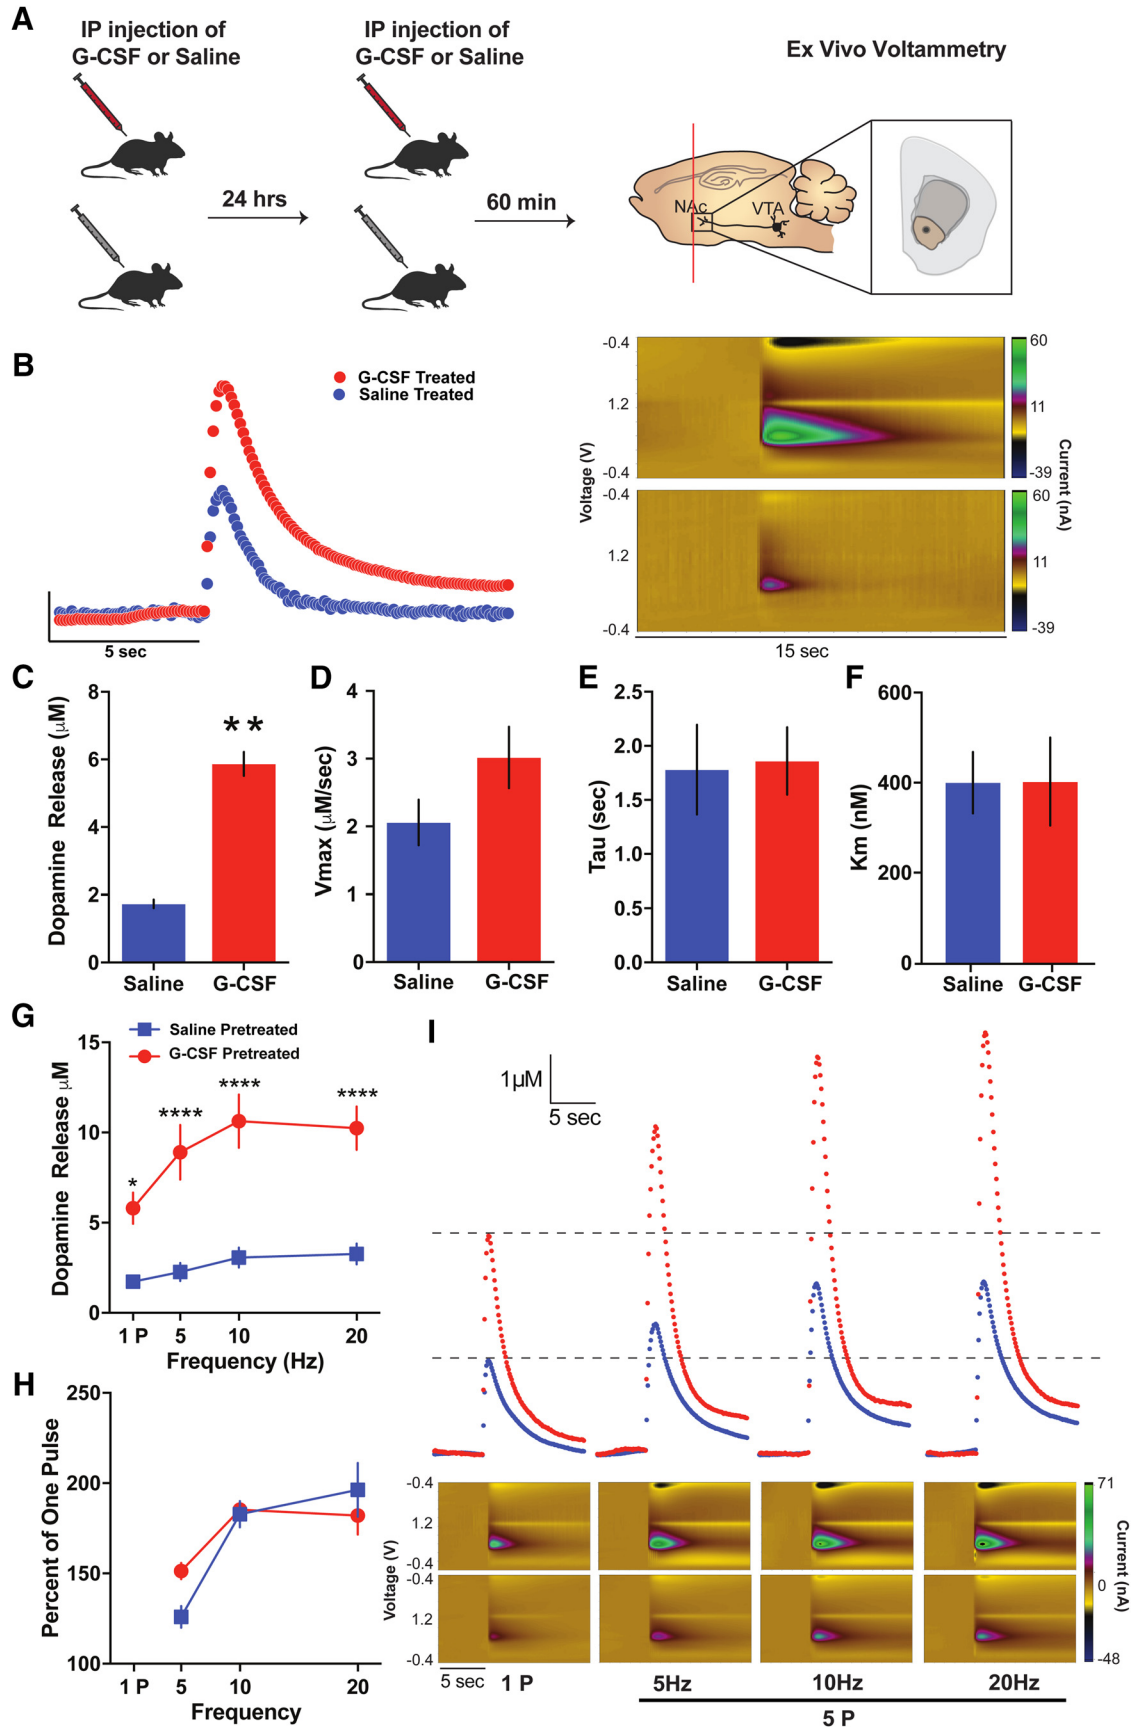 A
IP injection of
G-CSF or Saline
IP injection of
G-CSF or Saline
Ex Vivo Voltammetry
24 hrs
60 min
NAc
VTA
B
G-CSF Treated
Saline Treated
5 sec
Voltage (V)
-0.4
1.2
-0.4
-0.4
1.2
-0.4
60
11
-39
60
11
-39
Current (nA)
15 sec
C
Dopamine Release (µM)
8
6
4
2
0
Saline
G-CSF
**
D
Vmax (µM/sec)
4
3
2
1
0
Saline
G-CSF
E
Tau (sec)
2.5
2.0
1.5
1.0
0.5
0.0
Saline
G-CSF
F
Km (nM)
600
400
200
0
Saline
G-CSF
G
Saline Pretreated
G-CSF Pretreated
Dopamine Release µM
15
10
5
0
*
****
****
****
1 P
5
10
20
Frequency (Hz)
H
Percent of One Pulse
250
200
150
100
1 P
5
10
20
Frequency
I
1µM
5 sec
Voltage (V)
-0.4
1.2
-0.4
-0.4
1.2
-0.4
71
0
-48
Current (nA)
5 sec
1 P
5Hz
10Hz
20Hz
5 P